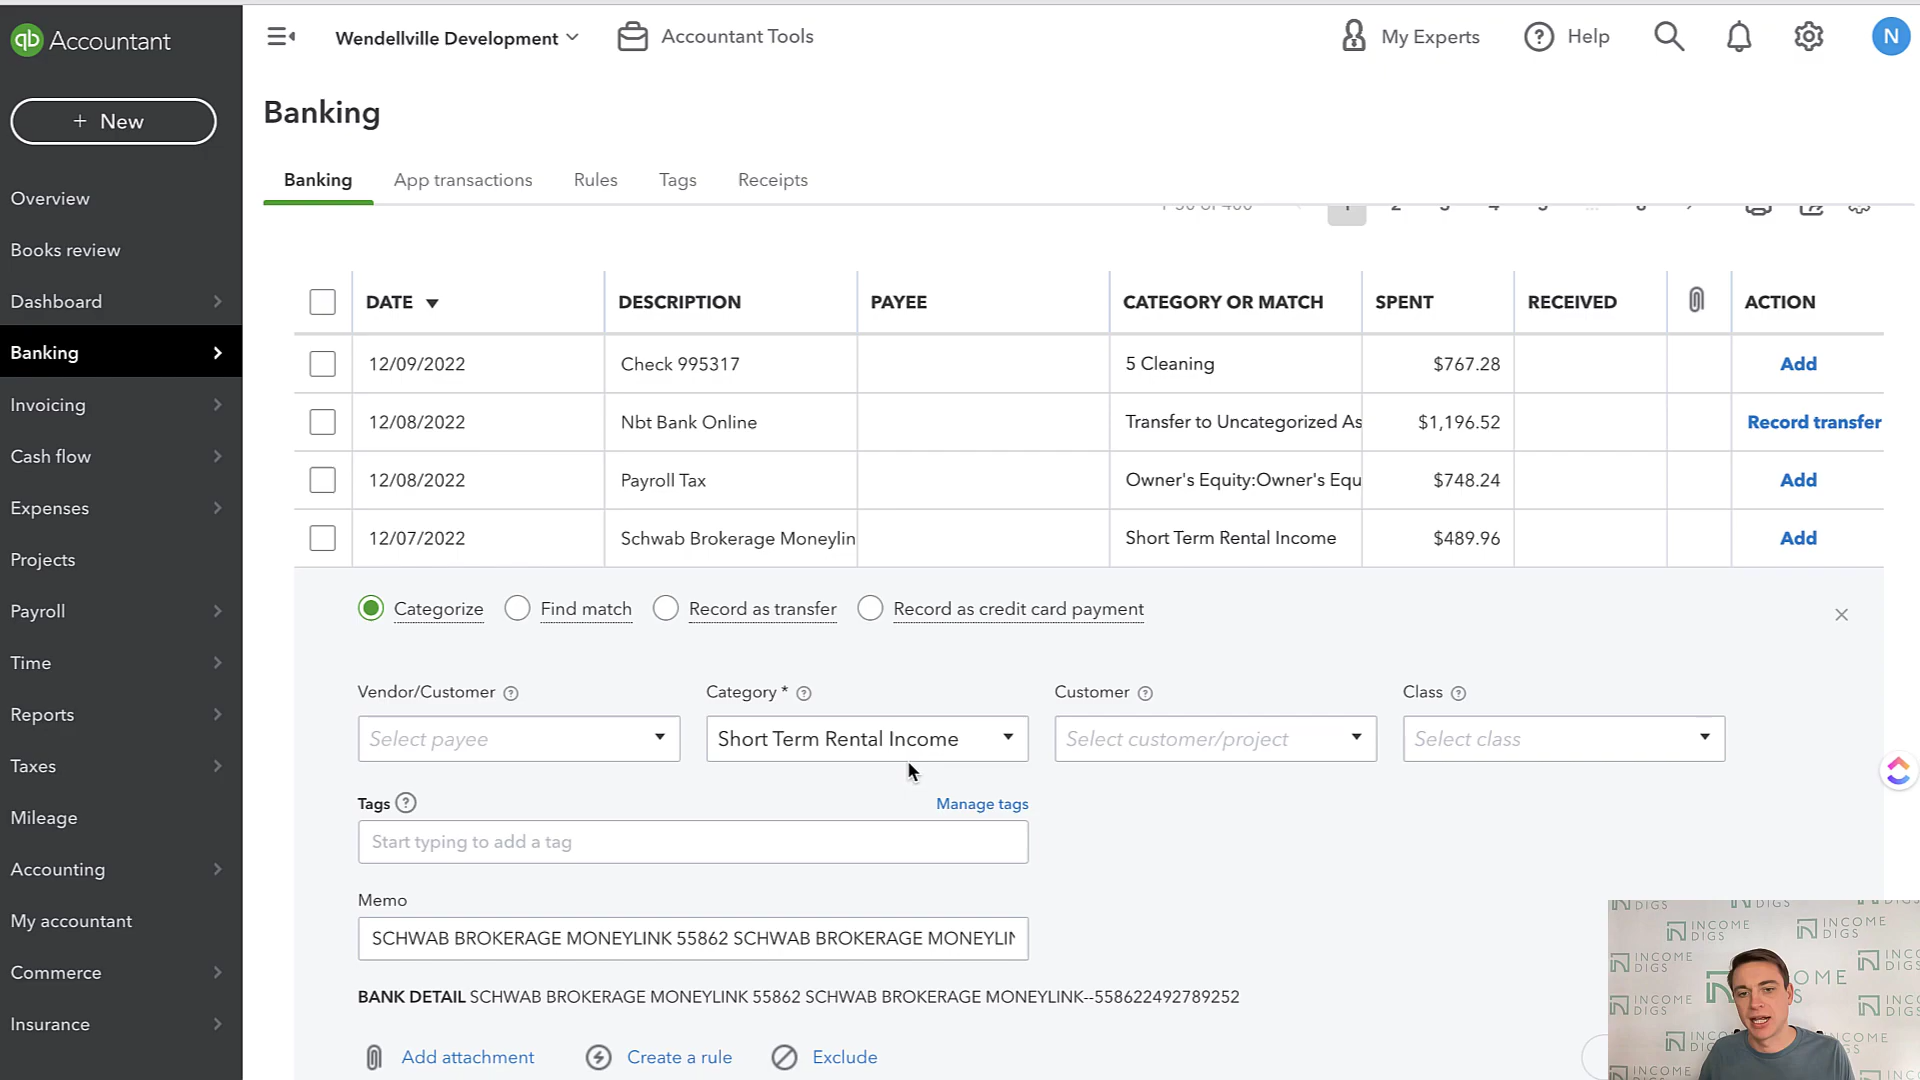 qb Accountant
Wendellville Development
Accountant Tools
My Experts
Help
N
+ New
Banking
Banking
App transactions
Rules
Tags
Receipts
Overview
Books review
Dashboard
Banking
Invoicing
Cash flow
Expenses
Projects
Payroll
Time
Reports
Taxes
Mileage
Accounting
My accountant
Commerce
Insurance
DATE DESCRIPTION PAYEE CATEGORY OR MATCH SPENT RECEIVED ACTION
12/09/2022 Check 995317 5 Cleaning $767.28 Add
12/08/2022 Nbt Bank Online Transfer to Uncategorized As $1,196.52 Record transfer
12/08/2022 Payroll Tax Owner's Equity:Owner's Equ $748.24 Add
12/07/2022 Schwab Brokerage Moneylin Short Term Rental Income $489.96 Add
Categorize Find match Record as transfer Record as credit card payment
Vendor/Customer ? Category * ? Customer ? Class ?
Select payee Short Term Rental Income Select customer/project Select class
Tags ? Manage tags
Start typing to add a tag
Memo
SCHWAB BROKERAGE MONEYLINK 55862 SCHWAB BROKERAGE MONEYLIN
BANK DETAIL SCHWAB BROKERAGE MONEYLINK 55862 SCHWAB BROKERAGE MONEYLINK--558622492789252
Add attachment Create a rule Exclude
INCOME DIGS